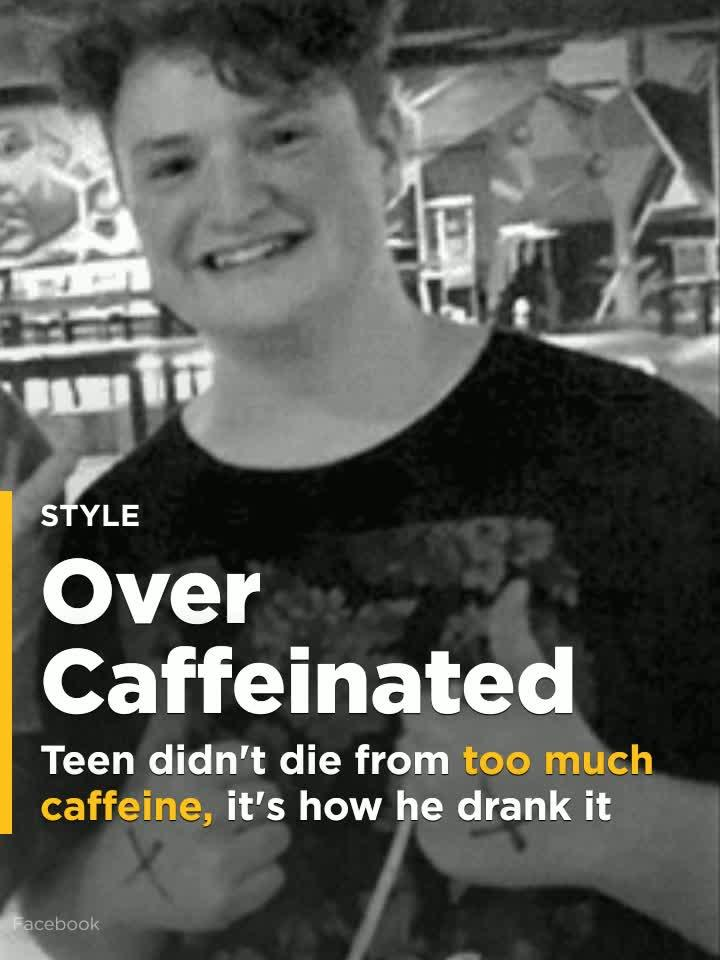 STYLE
Over
Caffeinated
Teen didn't die from too much
caffeine, it's how he drank it
Facebook